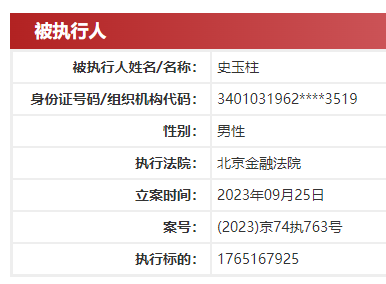 被执行人
被执行人姓名/名称： 史玉柱
身份证号码/组织机构代码： 3401031962****3519
性别： 男性
执行法院： 北京金融法院
立案时间： 2023年09月25日
案号： (2023)京74执763号
执行标的： 1765167925